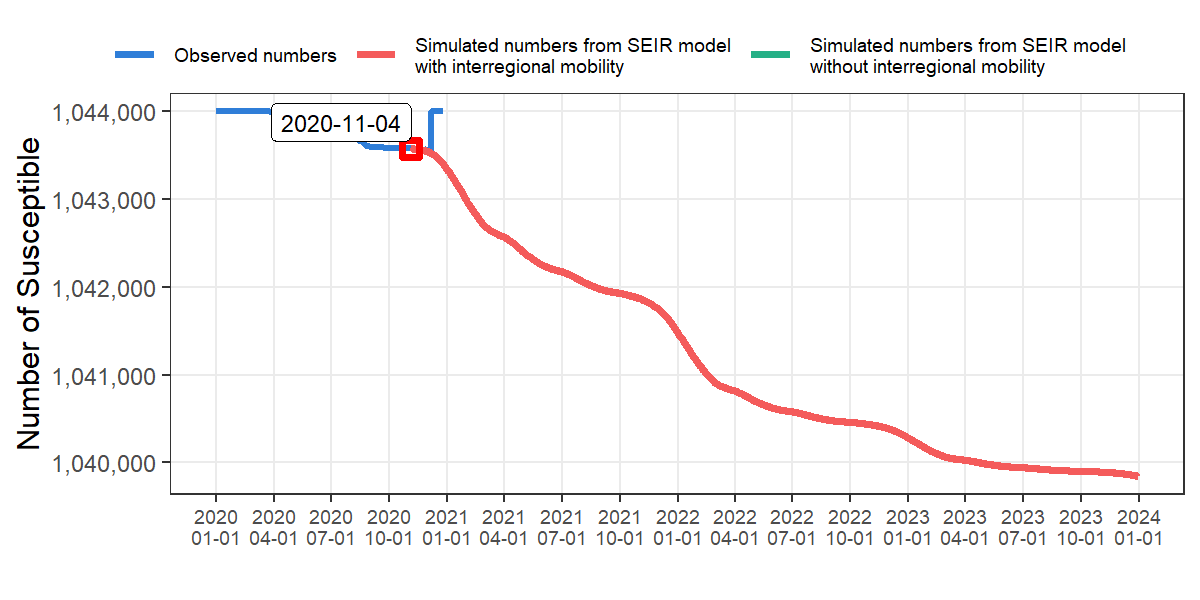 Observed numbers
Simulated numbers from SEIR model
with interregional mobility
Simulated numbers from SEIR model
without interregional mobility
Number of Susceptible
1,044,000
1,043,000
1,042,000
1,041,000
1,040,000
2020-11-04
2020 2020 2020 2020 2021 2021 2021 2021 2022 2022 2022 2022 2023 2023 2023 2023 2024
01-01 04-01 07-01 10-01 01-01 04-01 07-01 10-01 01-01 04-01 07-01 10-01 01-01 04-01 07-01 10-01 01-01